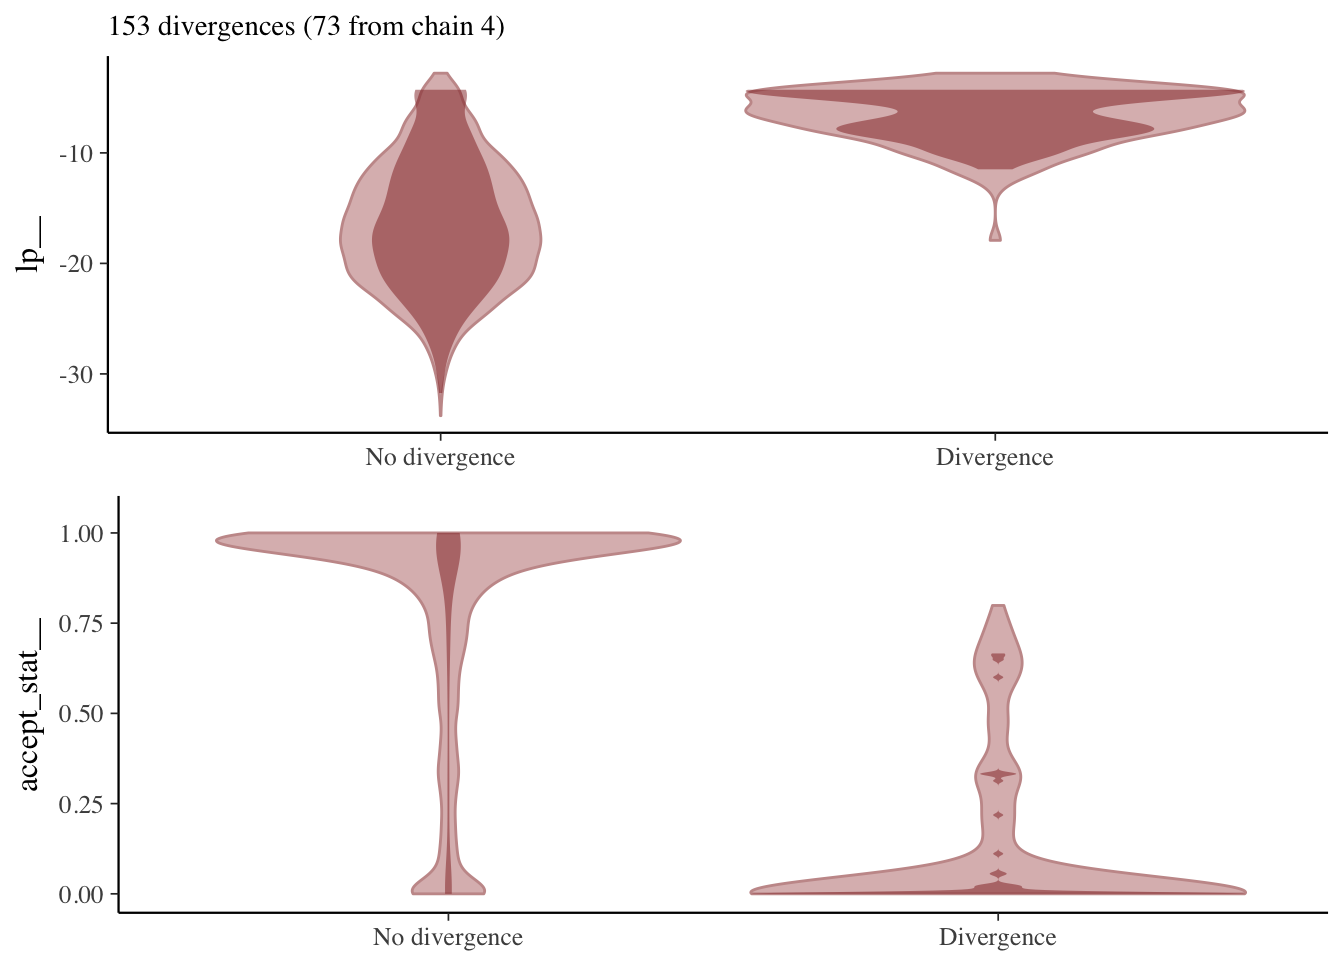 153 divergences (73 from chain 4)
lp__
-10
-20
-30
No divergence
Divergence
accept_stat__
1.00
0.75
0.50
0.25
0.00
No divergence
Divergence